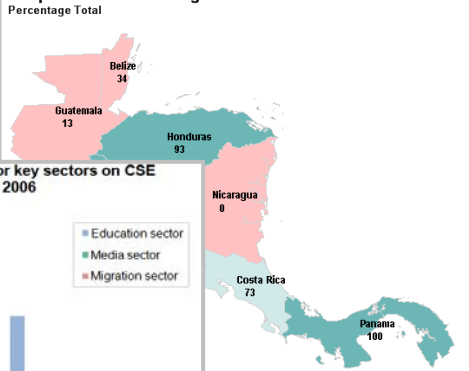 Percentage Total
Belize
34
Guatemala
13
Honduras
93
or key sectors on CSE
2006
Nicaragua
0
Education sector
Media sector
Migration sector
Costa Rica
73
Panama
100